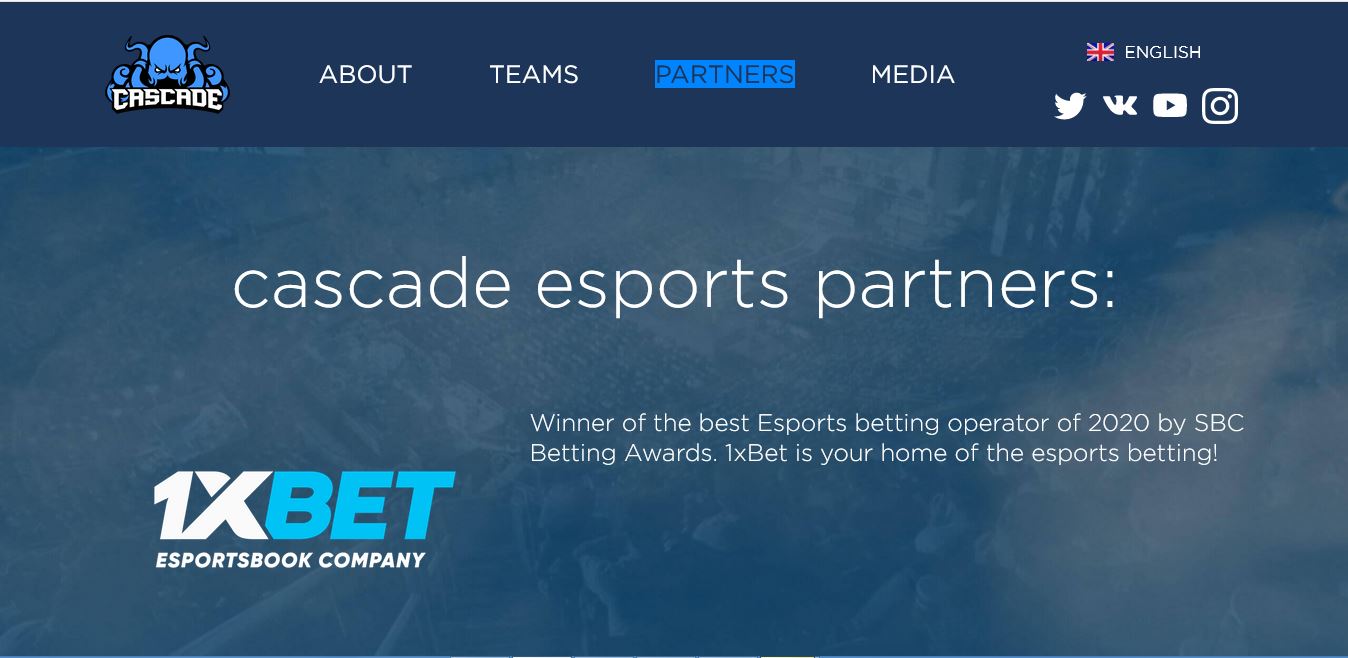 CASCADE
ABOUT
TEAMS
PARTNERS
MEDIA
ENGLISH
cascade esports partners:
Winner of the best Esports betting operator of 2020 by SBC
Betting Awards. 1xBet is your home of the esports betting!
1XBET
ESPORTSBOOK COMPANY